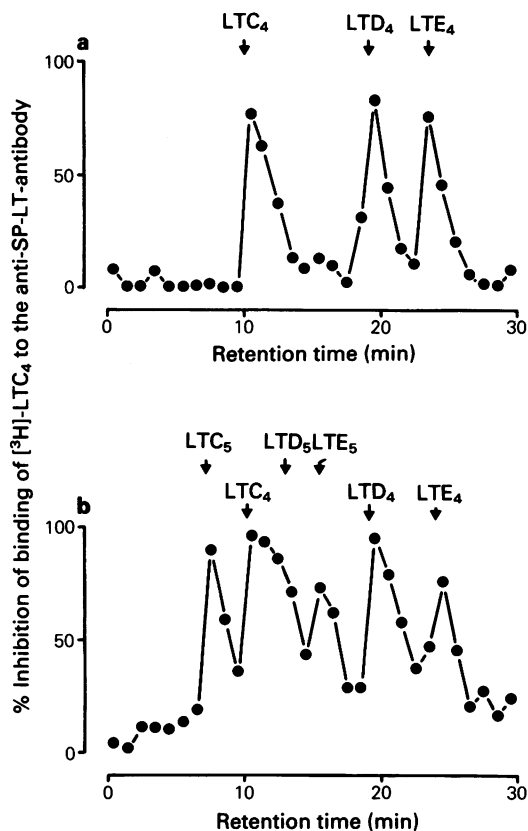 % Inhibition of binding of [³H]-LTC₄ to the anti-SP-LT-antibody
a
LTC₄ LTD₄ LTE₄
100
50
0
0 10 20 30
Retention time (min)
b
LTC₅ LTD₅ LTE₅
LTC₄ LTD₄ LTE₄
100
50
0
0 10 20 30
Retention time (min)